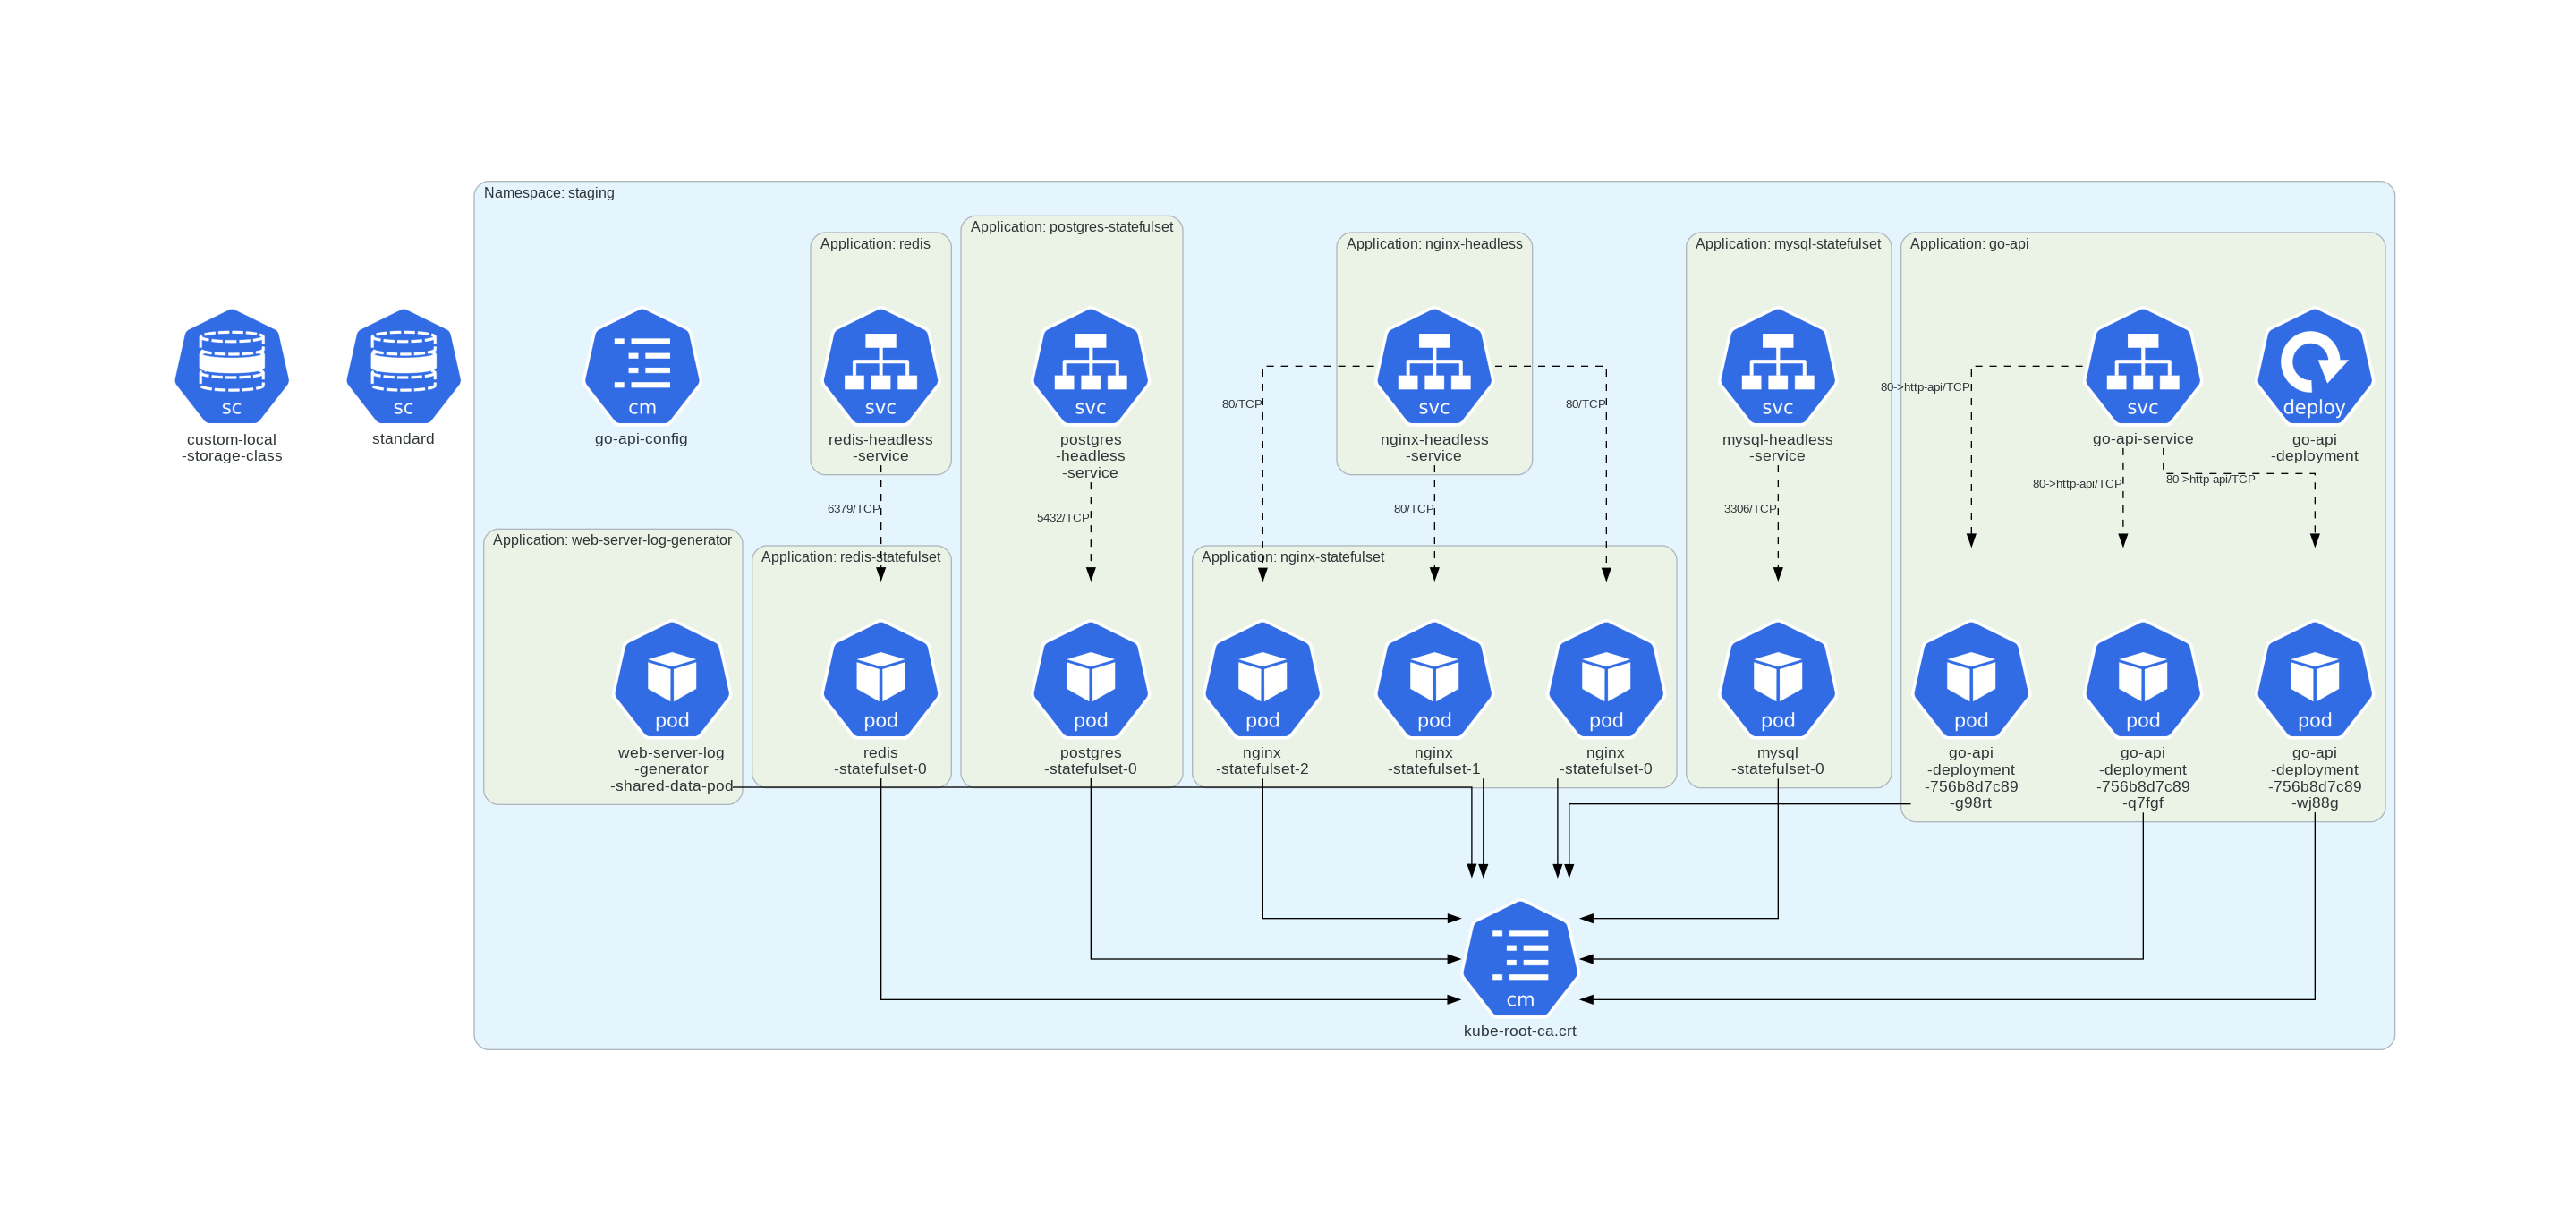 Namespace: staging
Application: postgres-statefulset
Application: redis
Application: nginx-headless
Application: mysql-statefulset
Application: go-api
sc
custom-local
-storage-class
sc
standard
cm
go-api-config
svc
redis-headless
-service
svc
postgres
-headless
-service
svc
nginx-headless
-service
svc
mysql-headless
-service
svc
go-api-service
deploy
go-api
-deployment
80->http-api/TCP
80/TCP
80/TCP
80->http-api/TCP
80->http-api/TCP
6379/TCP
5432/TCP
80/TCP
3306/TCP
Application: web-server-log-generator
Application: redis-statefulset
Application: nginx-statefulset
pod
web-server-log
-generator
-shared-data-pod
pod
redis
-statefulset-0
pod
postgres
-statefulset-0
pod
nginx
-statefulset-2
pod
nginx
-statefulset-1
pod
nginx
-statefulset-0
pod
mysql
-statefulset-0
pod
go-api
-deployment
-756b8d7c89
-g98rt
pod
go-api
-deployment
-756b8d7c89
-q7fgf
pod
go-api
-deployment
-756b8d7c89
-wj88g
cm
kube-root-ca.crt